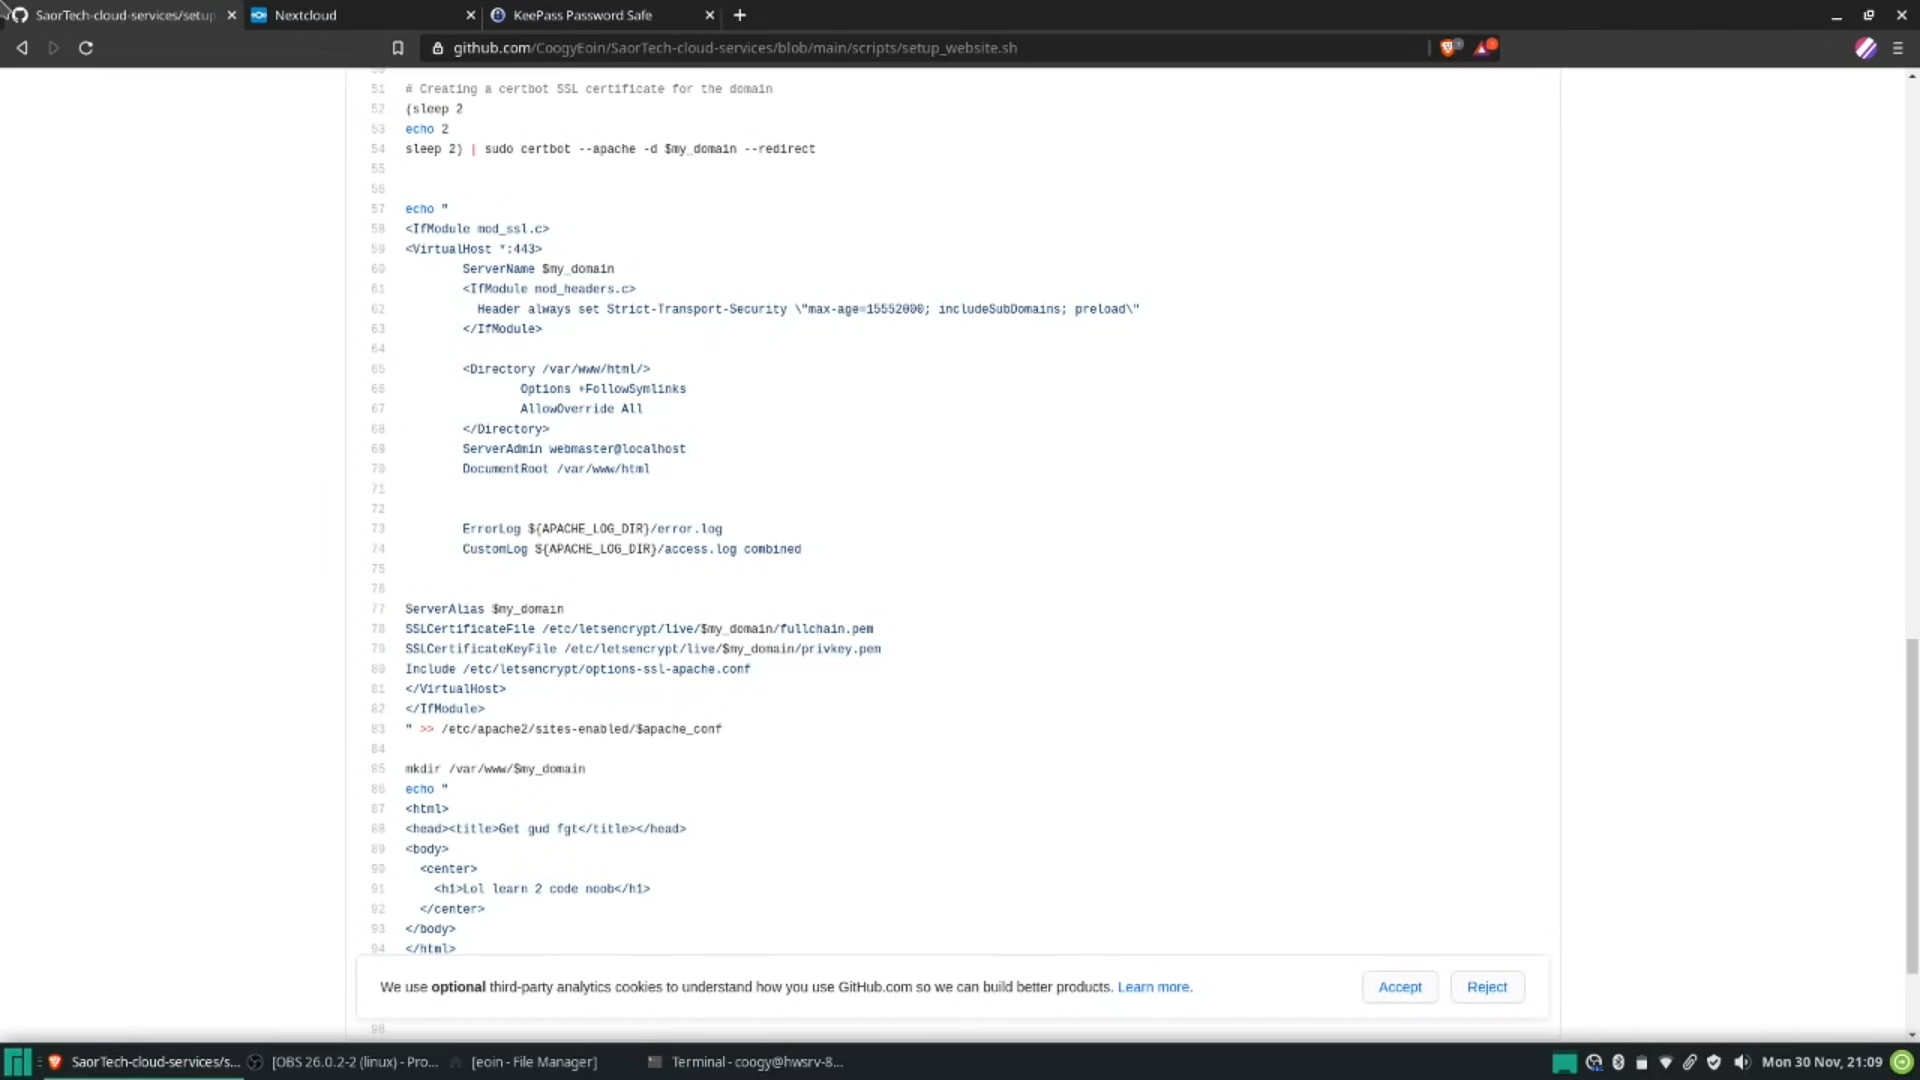 SaorTech-cloud-services/setup
Nextcloud
KeePass Password Safe
github.com/CoogyEoin/SaorTech-cloud-services/blob/main/scripts/setup_website.sh
50
51 # Creating a certbot SSL certificate for the domain
52 (sleep 2
53 echo 2
54 sleep 2) | sudo certbot --apache -d $my_domain --redirect
55
56
57 echo "
58 <IfModule mod_ssl.c>
59 <VirtualHost *:443>
60 ServerName $my_domain
61 <IfModule mod_headers.c>
62 Header always set Strict-Transport-Security \"max-age=15552000; includeSubDomains; preload\"
63 </IfModule>
64
65 <Directory /var/www/html/>
66 Options +FollowSymlinks
67 AllowOverride All
68 </Directory>
69 ServerAdmin webmaster@localhost
70 DocumentRoot /var/www/html
71
72
73 ErrorLog ${APACHE_LOG_DIR}/error.log
74 CustomLog ${APACHE_LOG_DIR}/access.log combined
75
76
77 ServerAlias $my_domain
78 SSLCertificateFile /etc/letsencrypt/live/$my_domain/fullchain.pem
79 SSLCertificateKeyFile /etc/letsencrypt/live/$my_domain/privkey.pem
80 Include /etc/letsencrypt/options-ssl-apache.conf
81 </VirtualHost>
82 </IfModule>
83 " >> /etc/apache2/sites-enabled/$apache_conf
84
85 mkdir /var/www/$my_domain
86 echo "
87 <html>
88 <head><title>Get gud fgt</title></head>
89 <body>
90 <center>
91 <h1>Lol learn 2 code noob</h1>
92 </center>
93 </body>
94 </html>
We use optional third-party analytics cookies to understand how you use GitHub.com so we can build better products. Learn more.
Accept
Reject
98
SaorTech-cloud-services/s...
[OBS 26.0.2-2 (linux) - Pro...
[eoin - File Manager]
Terminal - coogy@hwsrv-8...
Mon 30 Nov, 21:09